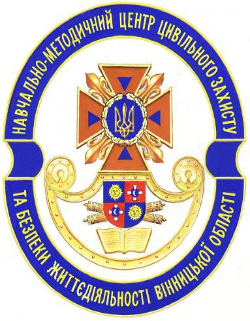 НАВЧАЛЬНО-МЕТОДИЧНИЙ ЦЕНТР ЦИВІЛЬНОГО ЗАХИСТУ
ТА БЕЗПЕКИ ЖИТТЄДІЯЛЬНОСТІ ВІННИЦЬКОЇ ОБЛАСТІ